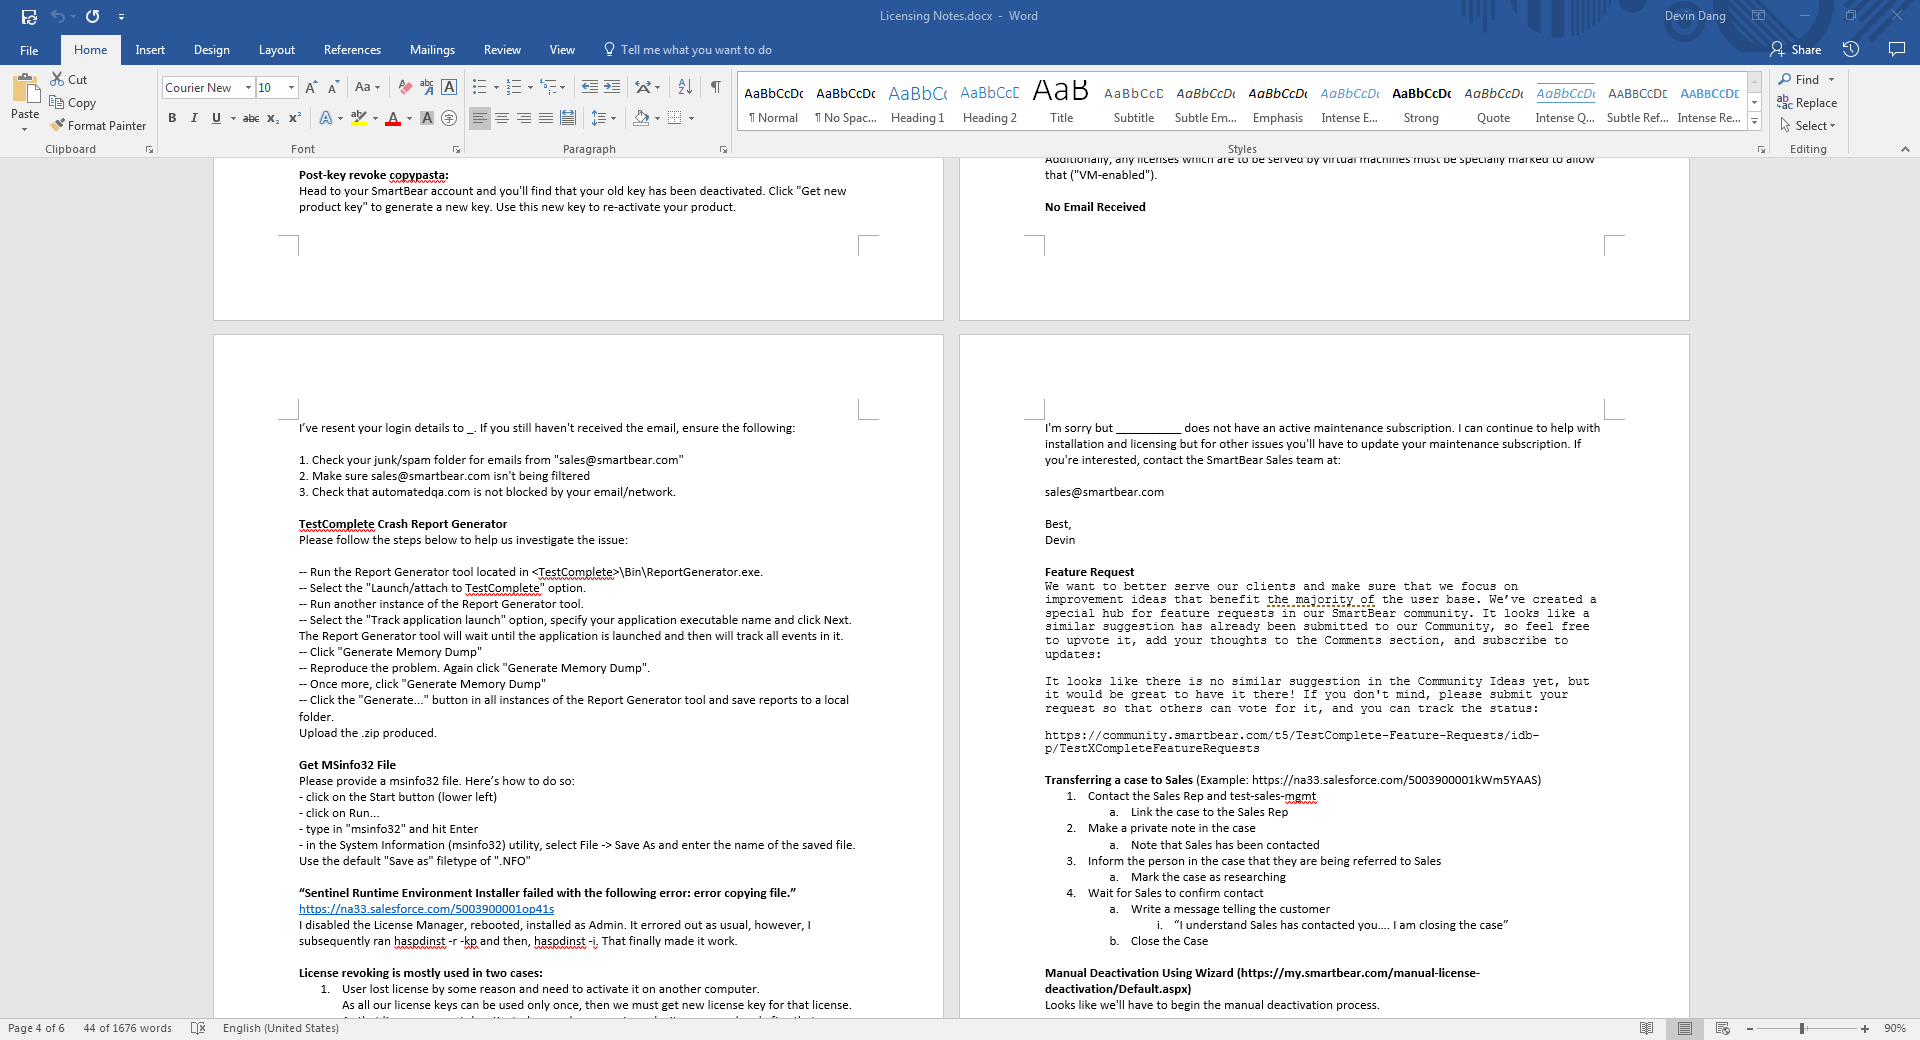 Licensing Notes.docx - Word
Devin Dang
File
Home
Insert
Design
Layout
References
Mailings
Review
View
Tell me what you want to do
Share
Paste
Cut
Copy
Format Painter
Clipboard
Courier New
10
Font
Paragraph
AaBbCcDc
¶ Normal
AaBbCcDc
¶ No Spac...
AaBbCc
Heading 1
AaBbCcD
Heading 2
AaB
Title
AaBbCcD
Subtitle
AaBbCcDc
Subtle Em...
AaBbCcDc
Emphasis
AaBbCcDc
Intense E...
AaBbCcDc
Strong
AaBbCcDc
Quote
AaBbCcDc
Intense Q...
AABBCCDE
Subtle Ref...
AABBCCDE
Intense Re...
Styles
Find
Replace
Select
Editing
Post-key revoke copypasta:
Head to your SmartBear account and you'll find that your old key has been deactivated. Click "Get new
product key" to generate a new key. Use this new key to re-activate your product.
Additionally, any licenses which are to be served by virtual machines must be specially marked to allow
that ("VM-enabled").
No Email Received
I've resent your login details to _. If you still haven't received the email, ensure the following:
1. Check your junk/spam folder for emails from "sales@smartbear.com"
2. Make sure sales@smartbear.com isn't being filtered
3. Check that automatedqa.com is not blocked by your email/network.
TestComplete Crash Report Generator
Please follow the steps below to help us investigate the issue:
-- Run the Report Generator tool located in <TestComplete>\Bin\ReportGenerator.exe.
-- Select the "Launch/attach to TestComplete" option.
-- Run another instance of the Report Generator tool.
-- Select the "Track application launch" option, specify your application executable name and click Next.
The Report Generator tool will wait until the application is launched and then will track all events in it.
-- Click "Generate Memory Dump"
-- Reproduce the problem. Again click "Generate Memory Dump".
-- Once more, click "Generate Memory Dump"
-- Click the "Generate..." button in all instances of the Report Generator tool and save reports to a local
folder.
Upload the .zip produced.
Get MSinfo32 File
Please provide a msinfo32 file. Here’s how to do so:
- click on the Start button (lower left)
- click on Run...
- type in "msinfo32" and hit Enter
- in the System Information (msinfo32) utility, select File -> Save As and enter the name of the saved file.
Use the default "Save as" filetype of ".NFO"
“Sentinel Runtime Environment Installer failed with the following error: error copying file.”
https://na33.salesforce.com/5003900001op41s
I disabled the License Manager, rebooted, installed as Admin. It errored out as usual, however, I
subsequently ran haspdinst -r -kp and then, haspdinst -i. That finally made it work.
License revoking is mostly used in two cases:
1. User lost license by some reason and need to activate it on another computer.
As all our license keys can be used only once, then we must get new license key for that license.
I'm sorry but __________ does not have an active maintenance subscription. I can continue to help with
installation and licensing but for other issues you'll have to update your maintenance subscription. If
you're interested, contact the SmartBear Sales team at:
sales@smartbear.com
Best,
Devin
Feature Request
We want to better serve our clients and make sure that we focus on
improvement ideas that benefit the majority of the user base. We’ve created a
special hub for feature requests in our SmartBear community. It looks like a
similar suggestion has already been submitted to our Community, so feel free
to upvote it, add your thoughts to the Comments section, and subscribe to
updates:
It looks like there is no similar suggestion in the Community Ideas yet, but
it would be great to have it there! If you don't mind, please submit your
request so that others can vote for it, and you can track the status:
https://community.smartbear.com/t5/TestComplete-Feature-Requests/idb-
p/TestXCompleteFeatureRequests
Transferring a case to Sales (Example: https://na33.salesforce.com/5003900001kWm5YAAS)
1. Contact the Sales Rep and test-sales-mgmt
a. Link the case to the Sales Rep
2. Make a private note in the case
a. Note that Sales has been contacted
3. Inform the person in the case that they are being referred to Sales
a. Mark the case as researching
4. Wait for Sales to confirm contact
a. Write a message telling the customer
i. “I understand Sales has contacted you.... I am closing the case”
b. Close the Case
Manual Deactivation Using Wizard (https://my.smartbear.com/manual-license-
deactivation/Default.aspx)
Looks like we'll have to begin the manual deactivation process.
Page 4 of 6
44 of 1676 words
English (United States)
90%